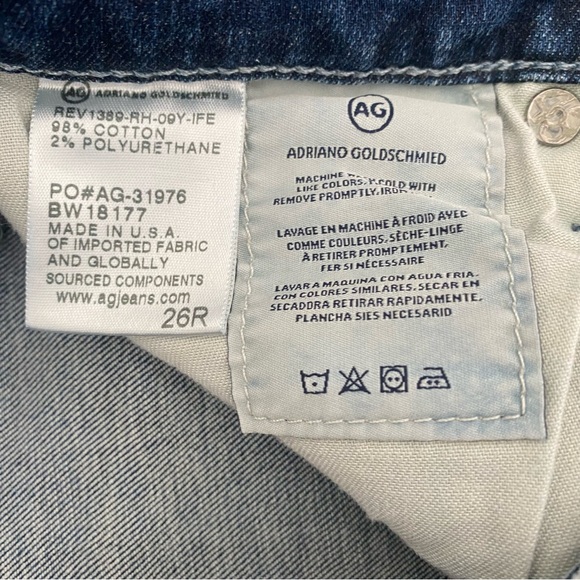 AG ADRIANO GOLDSCHMIED
REV1389-RH-09Y-IFE
98% COTTON
2% POLYURETHANE
PO#AG-31976
BW18177
MADE IN U.S.A.
OF IMPORTED FABRIC
AND GLOBALLY
SOURCED COMPONENTS
www.agjeans.com
26R
AG
ADRIANO GOLDSCHMIED
MACHINE
LIKE COLORS. WITH
REMOVE PROMPTLY.
LAVAGE EN MACHINE À FROID AVEC
COMME COULEURS. SÈCHE-LINGE
À RETIRER PROMPTEMENT.
FER SI NÉCESSAIRE
LAVAR A MAQUINA CON AGUA FRIA.
CON COLORES SIMILARES. SECAR EN
SECADORA RETIRAR RAPIDAMENTE.
PLANCHA SIES NECESARID